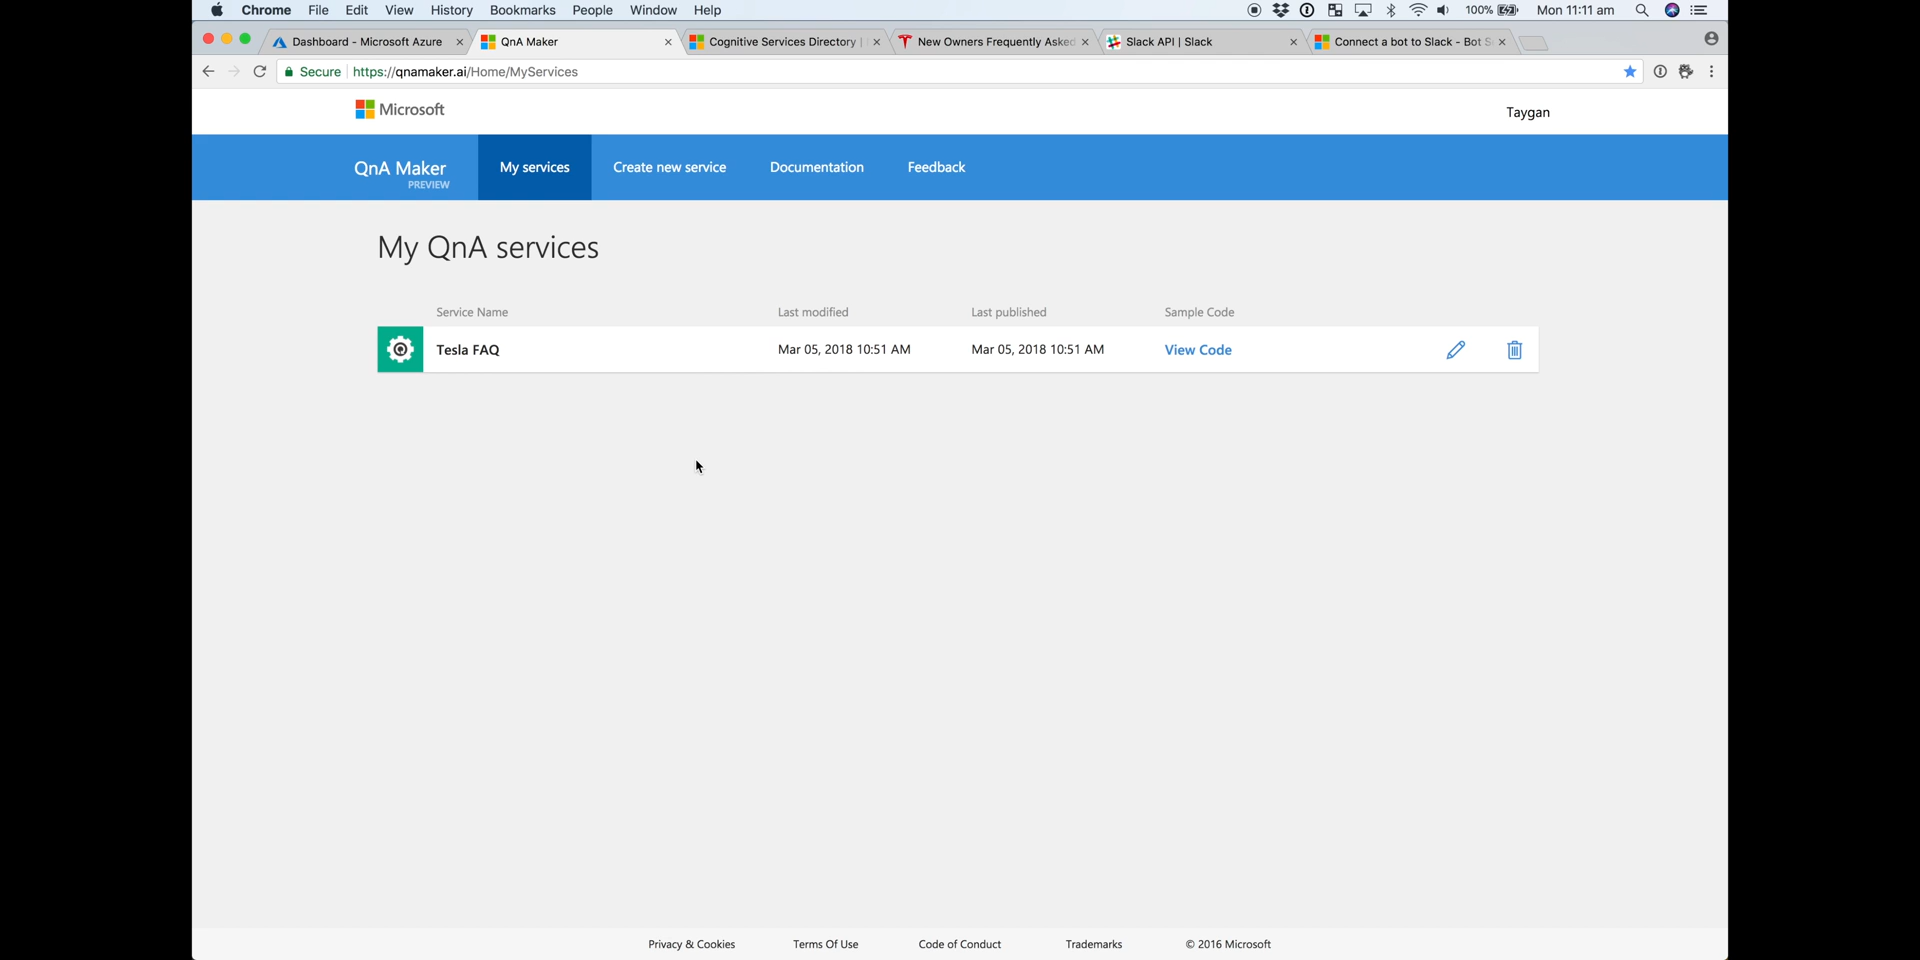 Chrome File Edit View History Bookmarks People Window Help 100% Mon 11:11 am
Dashboard - Microsoft Azure QnA Maker Cognitive Services Directory | New Owners Frequently Asked Slack API | Slack Connect a bot to Slack - Bot S
Secure https://qnamaker.ai/Home/MyServices
Microsoft Taygan
QnA Maker My services Create new service Documentation Feedback
PREVIEW
My QnA services
Service Name Last modified Last published Sample Code
Tesla FAQ Mar 05, 2018 10:51 AM Mar 05, 2018 10:51 AM View Code
Privacy & Cookies Terms Of Use Code of Conduct Trademarks © 2016 Microsoft